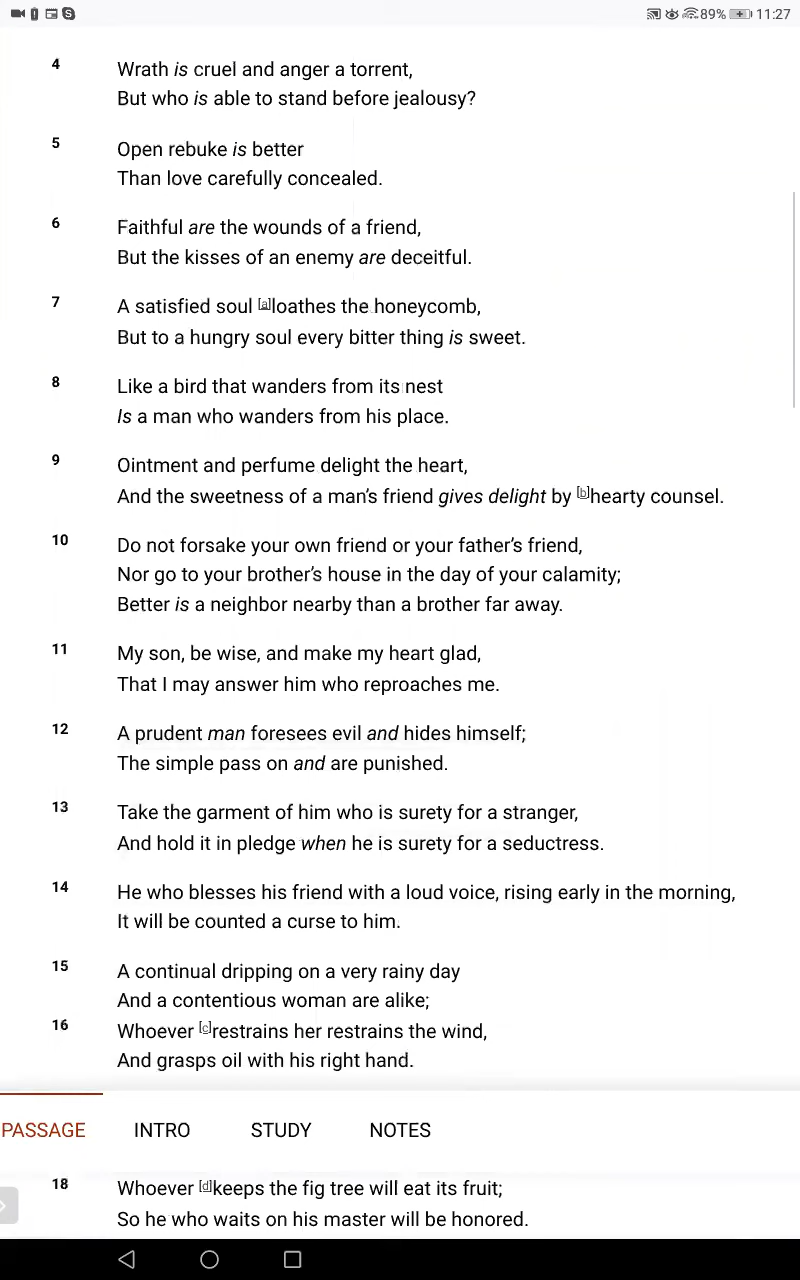 89% 11:27
4 Wrath is cruel and anger a torrent,
But who is able to stand before jealousy?
5 Open rebuke is better
Than love carefully concealed.
6 Faithful are the wounds of a friend,
But the kisses of an enemy are deceitful.
7 A satisfied soul [a]loathes the honeycomb,
But to a hungry soul every bitter thing is sweet.
8 Like a bird that wanders from its nest
Is a man who wanders from his place.
9 Ointment and perfume delight the heart,
And the sweetness of a man’s friend gives delight by [b]hearty counsel.
10 Do not forsake your own friend or your father’s friend,
Nor go to your brother’s house in the day of your calamity;
Better is a neighbor nearby than a brother far away.
11 My son, be wise, and make my heart glad,
That I may answer him who reproaches me.
12 A prudent man foresees evil and hides himself;
The simple pass on and are punished.
13 Take the garment of him who is surety for a stranger,
And hold it in pledge when he is surety for a seductress.
14 He who blesses his friend with a loud voice, rising early in the morning,
It will be counted a curse to him.
15 A continual dripping on a very rainy day
And a contentious woman are alike;
16 Whoever [c]restrains her restrains the wind,
And grasps oil with his right hand.
PASSAGE INTRO STUDY NOTES
18 Whoever [d]keeps the fig tree will eat its fruit;
So he who waits on his master will be honored.